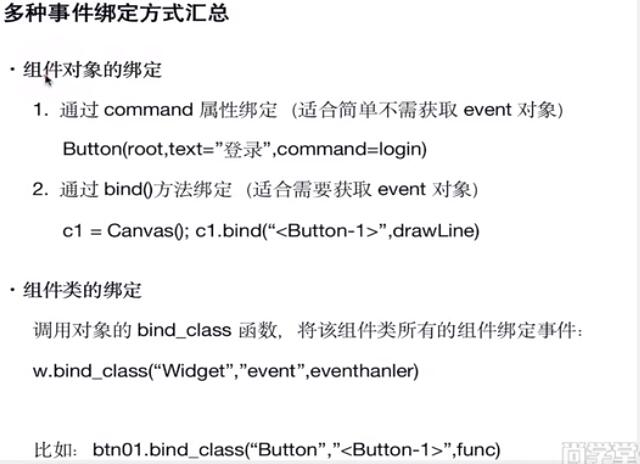 多种事件绑定方式汇总
· 组件对象的绑定
1. 通过 command 属性绑定（适合简单不需获取 event 对象）
Button(root,text=”登录”,command=login)
2. 通过 bind()方法绑定（适合需要获取 event 对象）
c1 = Canvas(); c1.bind(“<Button-1>”,drawLine)
· 组件类的绑定
调用对象的 bind_class 函数，将该组件类所有的组件绑定事件：
w.bind_class(“Widget”,”event”,eventhanler)
比如：btn01.bind_class(“Button”,”<Button-1>”,func)
尚学堂